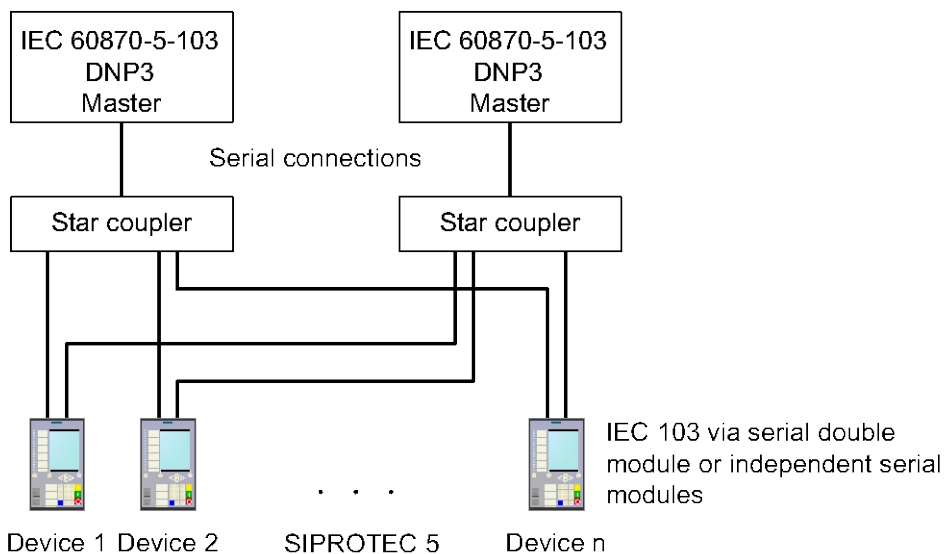 IEC 60870-5-103
DNP3
Master
IEC 60870-5-103
DNP3
Master
Serial connections
Star coupler
Star coupler
IEC 103 via serial double
module or independent serial
modules
. . .
Device 1
Device 2
SIPROTEC 5
Device n